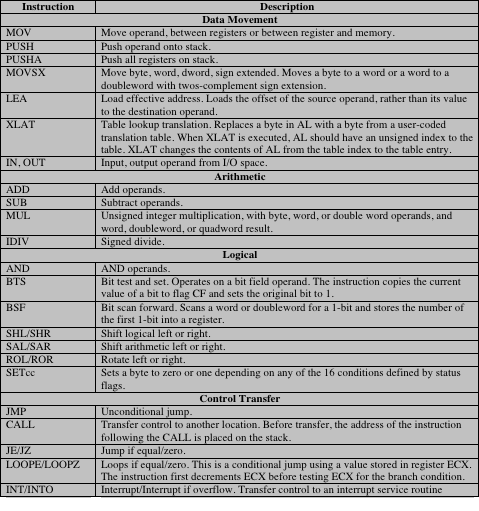 Instruction Description
Data Movement
MOV Move operand, between registers or between register and memory.
PUSH Push operand onto stack.
PUSHA Push all registers on stack.
MOVSX Move byte, word, dword, sign extended. Moves a byte to a word or a word to a
doubleword with twos-complement sign extension.
LEA Load effective address. Loads the offset of the source operand, rather than its value
to the destination operand.
XLAT Table lookup translation. Replaces a byte in AL with a byte from a user-coded
translation table. When XLAT is executed, AL should have an unsigned index to the
table. XLAT changes the contents of AL from the table index to the table entry.
IN, OUT Input, output operand from I/O space.
Arithmetic
ADD Add operands.
SUB Subtract operands.
MUL Unsigned integer multiplication, with byte, word, or double word operands, and
word, doubleword, or quadword result.
IDIV Signed divide.
Logical
AND AND operands.
BTS Bit test and set. Operates on a bit field operand. The instruction copies the current
value of a bit to flag CF and sets the original bit to 1.
BSF Bit scan forward. Scans a word or doubleword for a 1-bit and stores the number of
the first 1-bit into a register.
SHL/SHR Shift logical left or right.
SAL/SAR Shift arithmetic left or right.
ROL/ROR Rotate left or right.
SETcc Sets a byte to zero or one depending on any of the 16 conditions defined by status
flags.
Control Transfer
JMP Unconditional jump.
CALL Transfer control to another location. Before transfer, the address of the instruction
following the CALL is placed on the stack.
JE/JZ Jump if equal/zero.
LOOPE/LOOPZ Loops if equal/zero. This is a conditional jump using a value stored in register ECX.
The instruction first decrements ECX before testing ECX for the branch condition.
INT/INTO Interrupt/Interrupt if overflow. Transfer control to an interrupt service routine